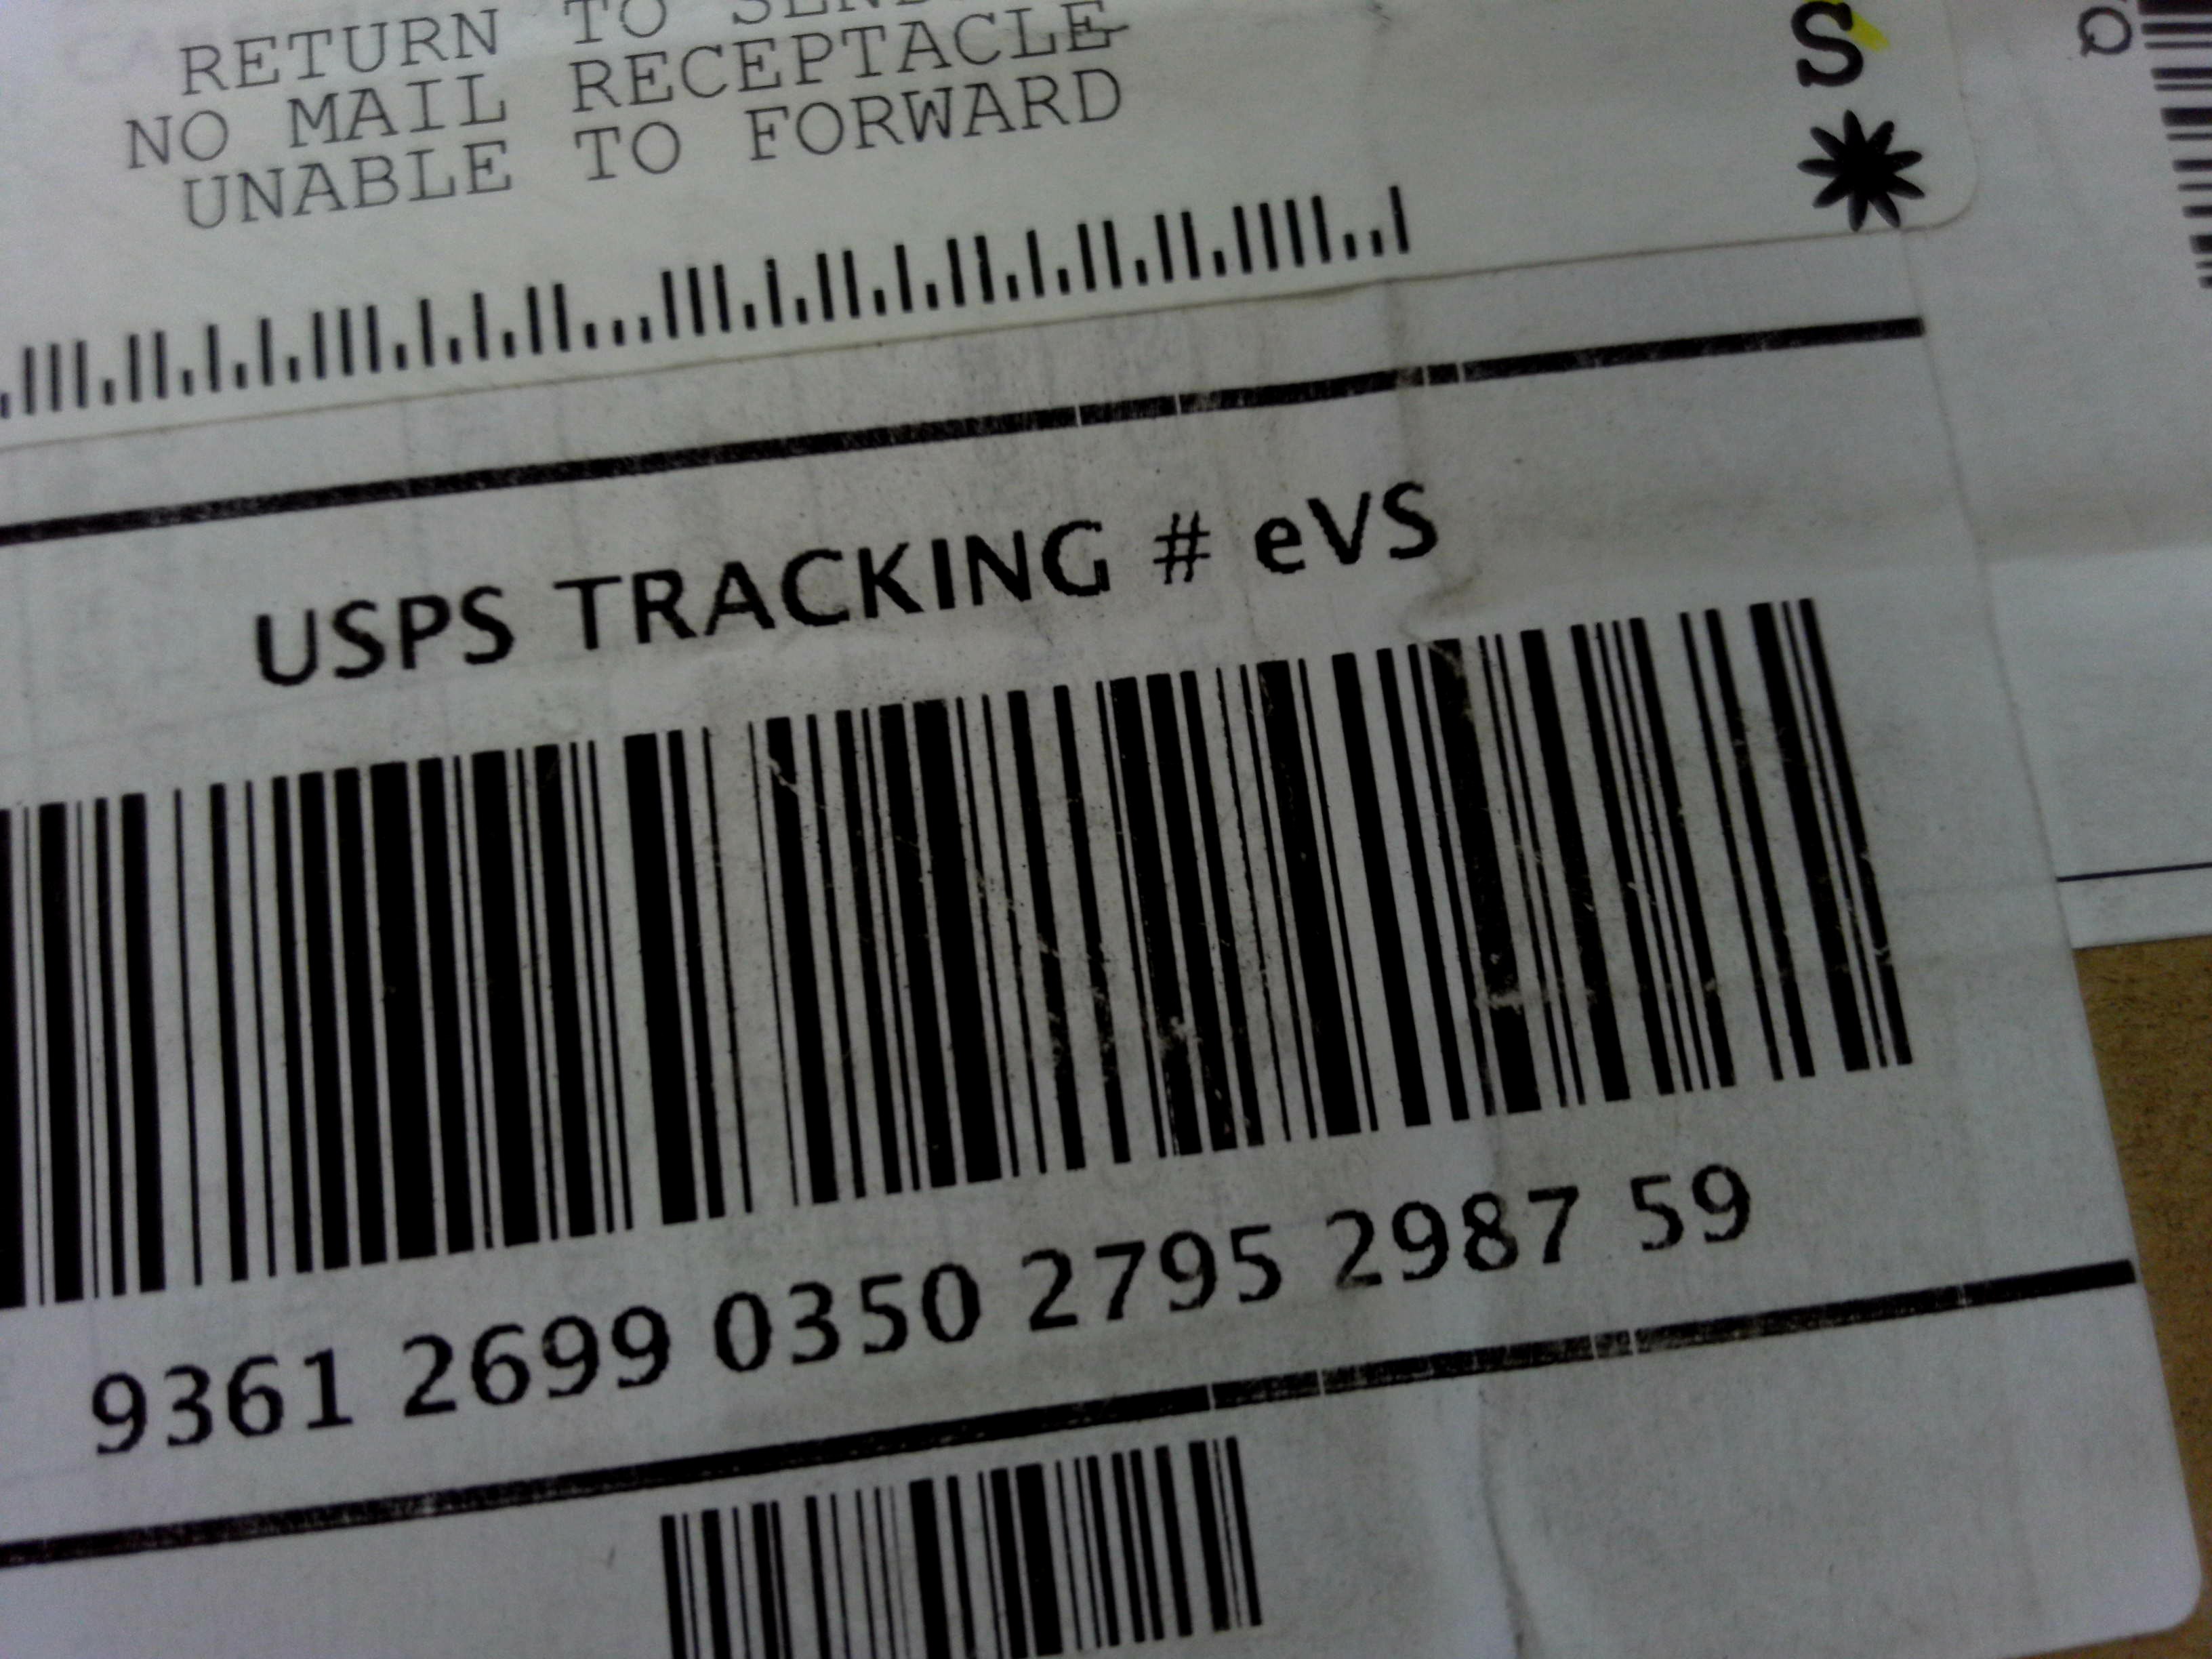 RETURN TO
NO MAIL RECEPTACLE
UNABLE TO FORWARD
S
Q
USPS TRACKING # eVS
9361 2699 0350 2795 2987 59